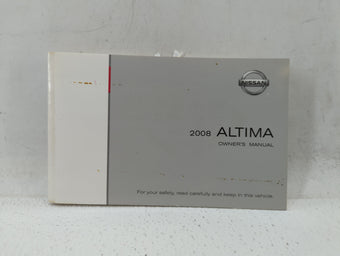 NISSAN
2008 ALTIMA
OWNER'S MANUAL
For your safety, read carefully and keep in this vehicle.